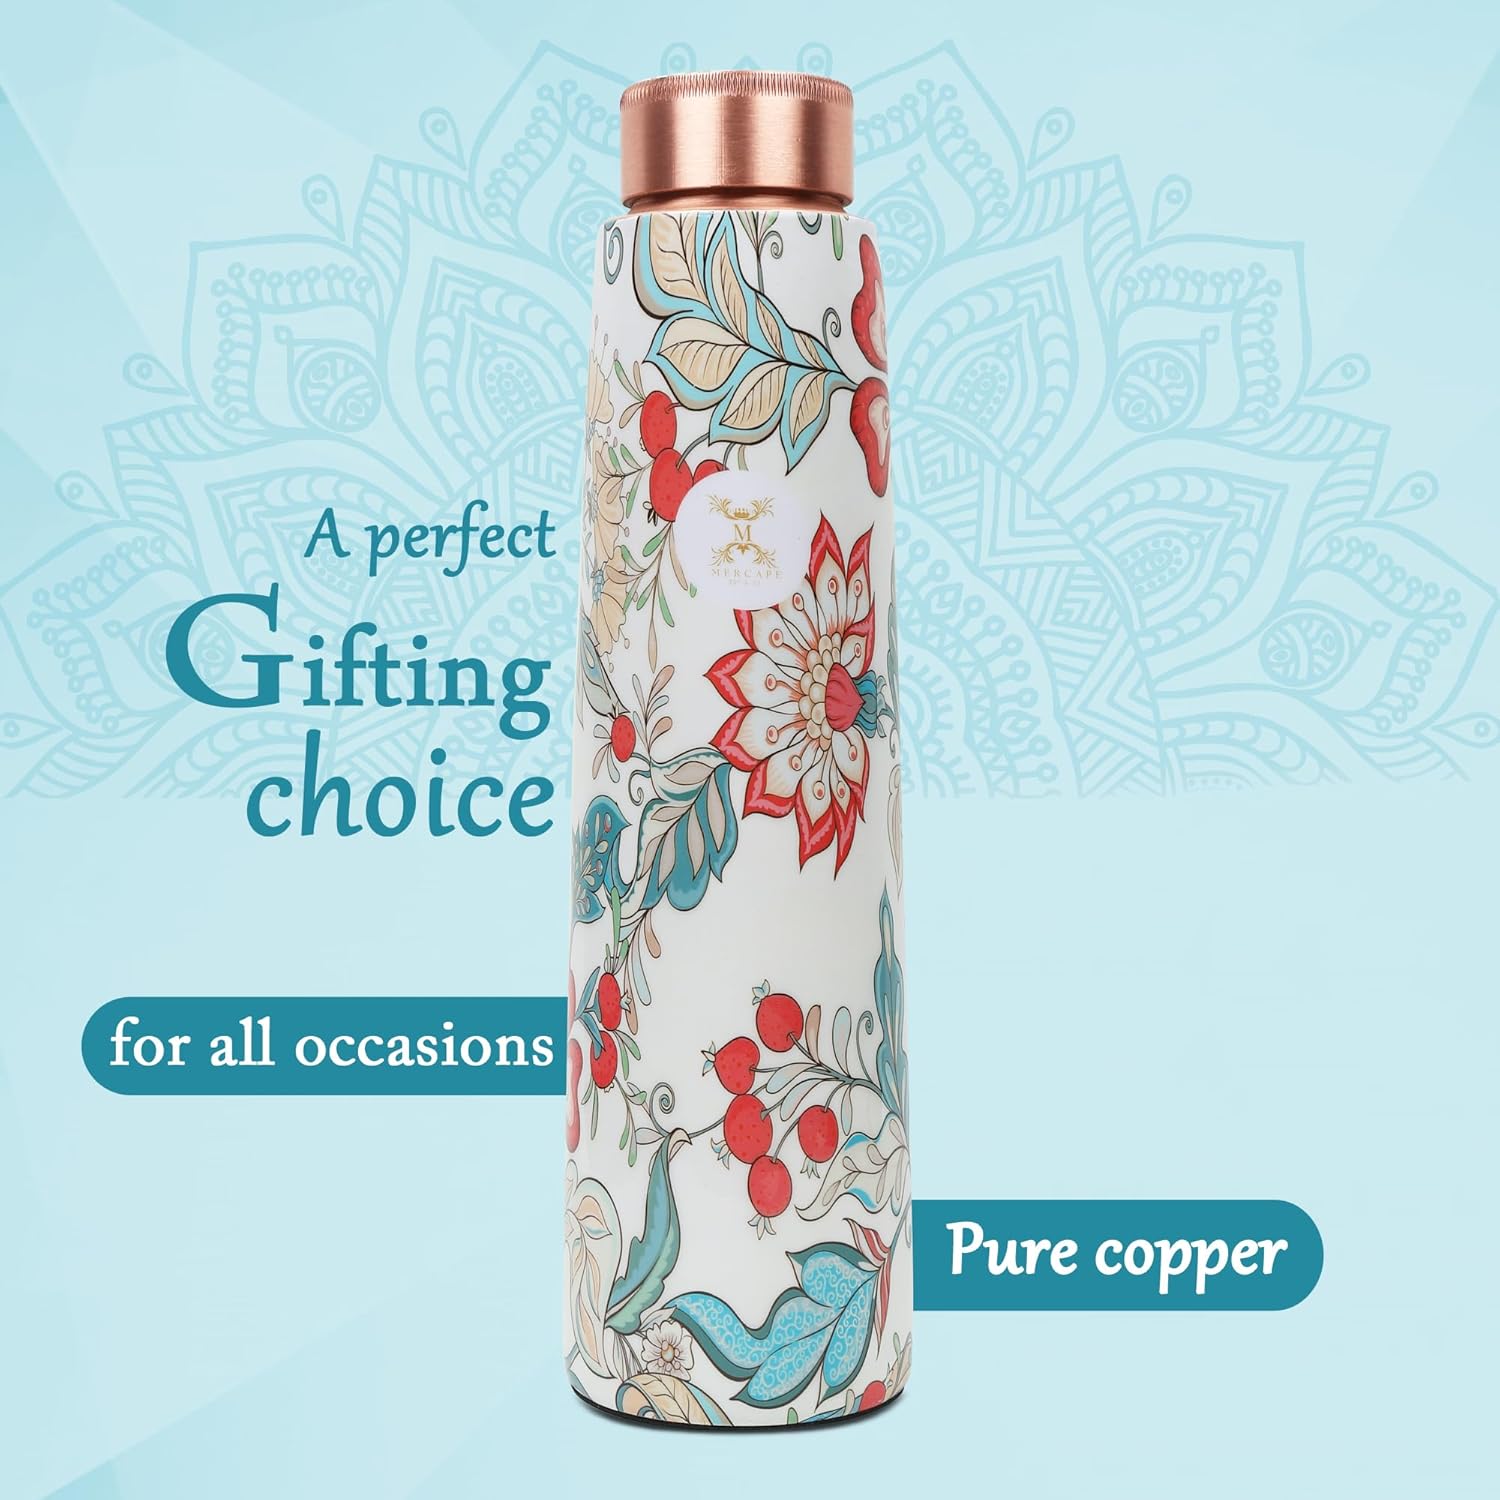 A perfect
Gifting
choice
for all occasions
Pure copper
M
MERCAPE